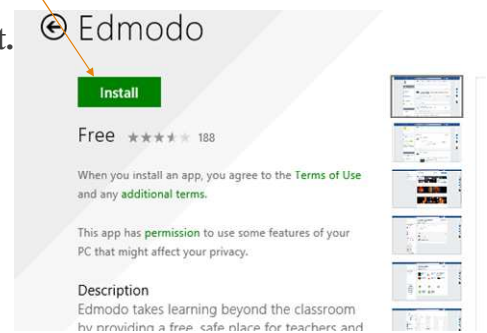 t.
Edmodo
Install
Free 188
When you install an app, you agree to the Terms of Use
and any additional terms.
This app has permission to use some features of your
PC that might affect your privacy.
Description
Edmodo takes learning beyond the classroom
by providing a free, safe place for teachers and